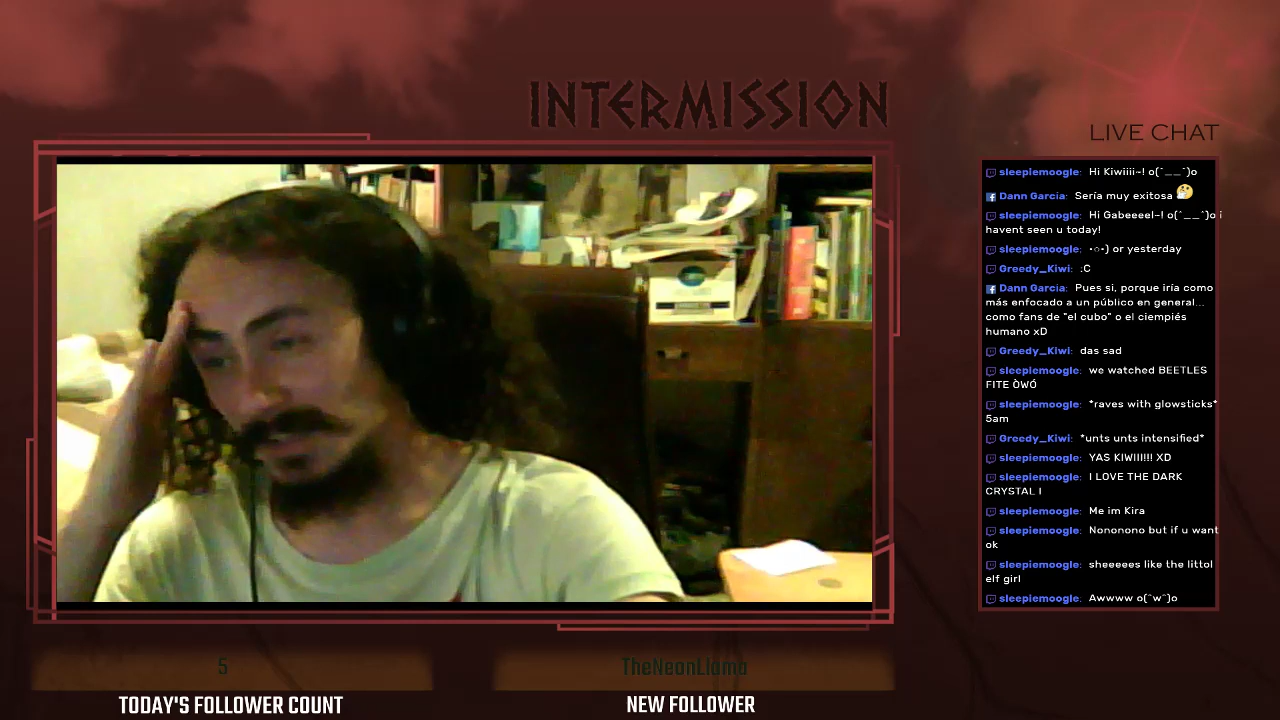 INTERMISSION
LIVE CHAT
sleepiemoogle: Hi Kiwiiii~! o(^__^)o
Dann Garcia: Sería muy exitosa 🤔
sleepiemoogle: Hi Gabeeeel~! o(^__^)o i
havent seen u today!
sleepiemoogle: •○•) or yesterday
Greedy_Kiwi: :C
Dann Garcia: Pues si, porque iría como
más enfocado a un público en general...
como fans de "el cubo" o el ciempiés
humano xD
Greedy_Kiwi: das sad
sleepiemoogle: we watched BEETLES
FITE ÒWÓ
sleepiemoogle: *raves with glowsticks*
5am
Greedy_Kiwi: *unts unts intensified*
sleepiemoogle: YAS KIWIII!!! XD
sleepiemoogle: I LOVE THE DARK
CRYSTAL !
sleepiemoogle: Me im Kira
sleepiemoogle: Nononono but if u want
ok
sleepiemoogle: sheeeees like the littol
elf girl
sleepiemoogle: Awwww o(^w^)o
5
TODAY'S FOLLOWER COUNT
TheNeonLlama
NEW FOLLOWER